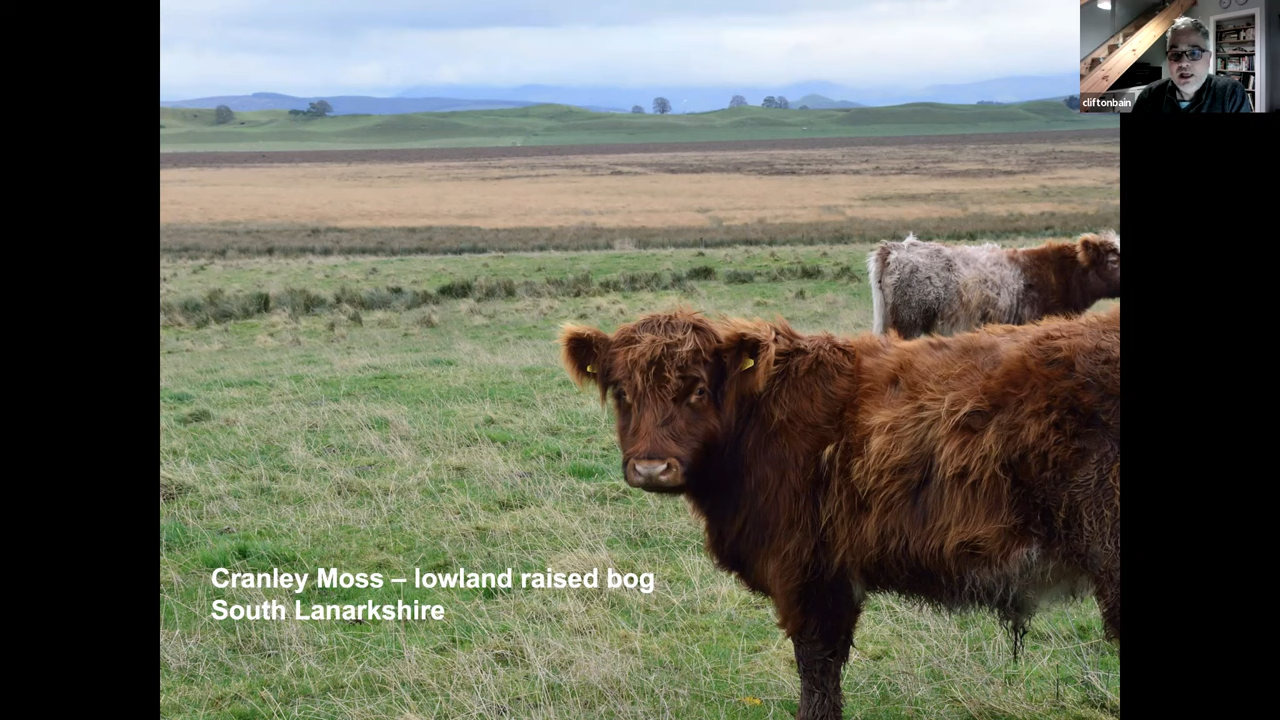 cliftonbain
Cranley Moss – lowland raised bog
South Lanarkshire